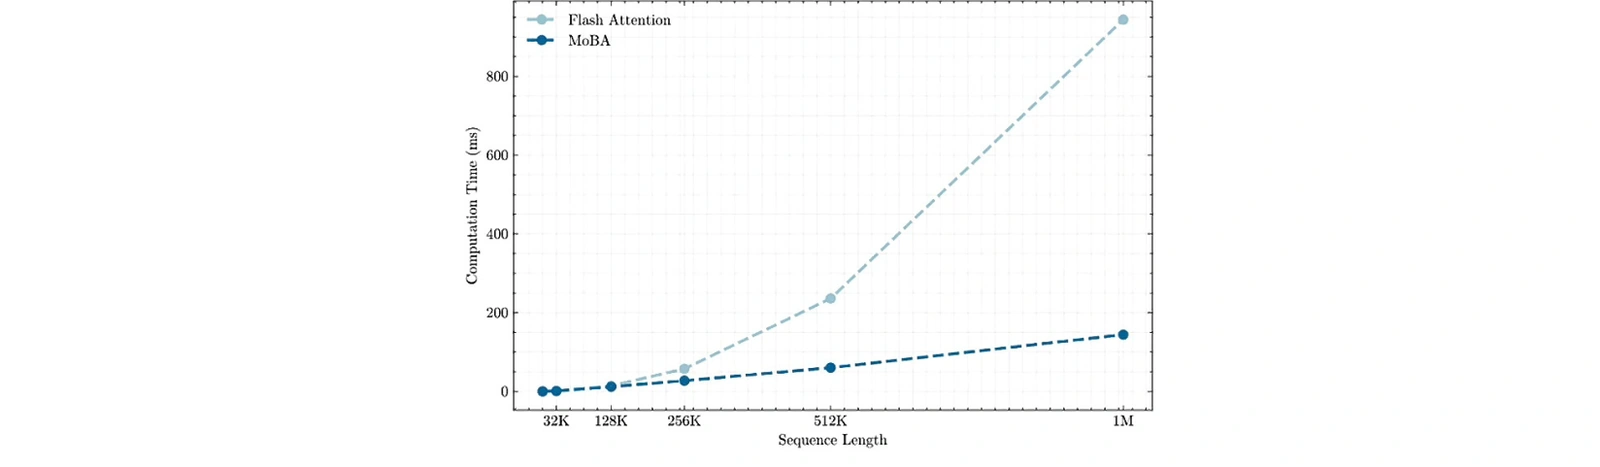 Flash Attention
MoBA
800
600
400
200
0
Computation Time (ms)
32K 128K 256K 512K 1M
Sequence Length